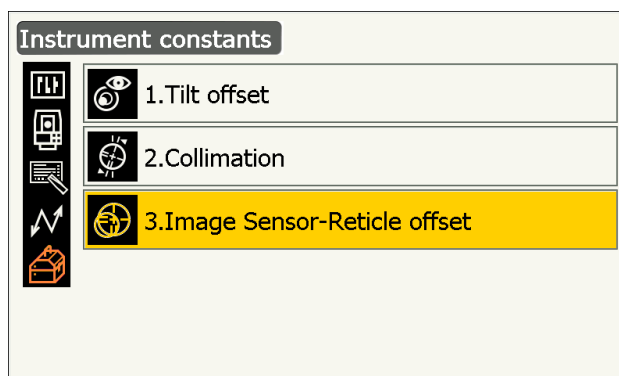 Instrument constants
1.Tilt offset
2.Collimation
3.Image Sensor-Reticle offset